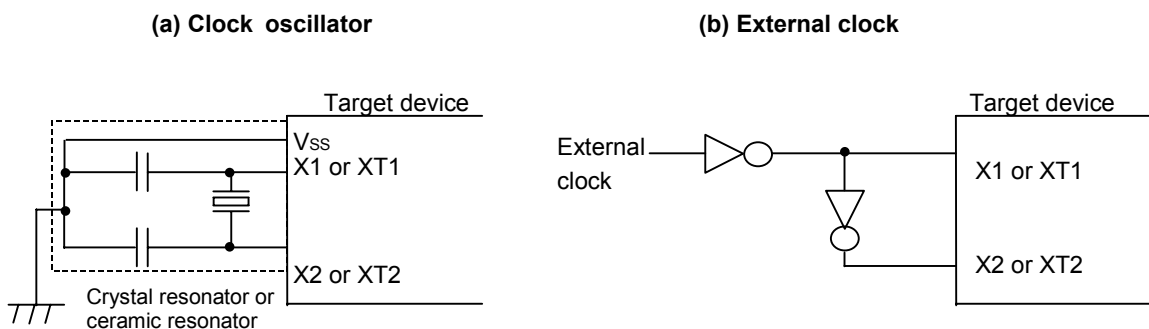 (a) Clock oscillator
Target device
VSS
X1 or XT1
X2 or XT2
Crystal resonator or
ceramic resonator
(b) External clock
Target device
External
clock
X1 or XT1
X2 or XT2